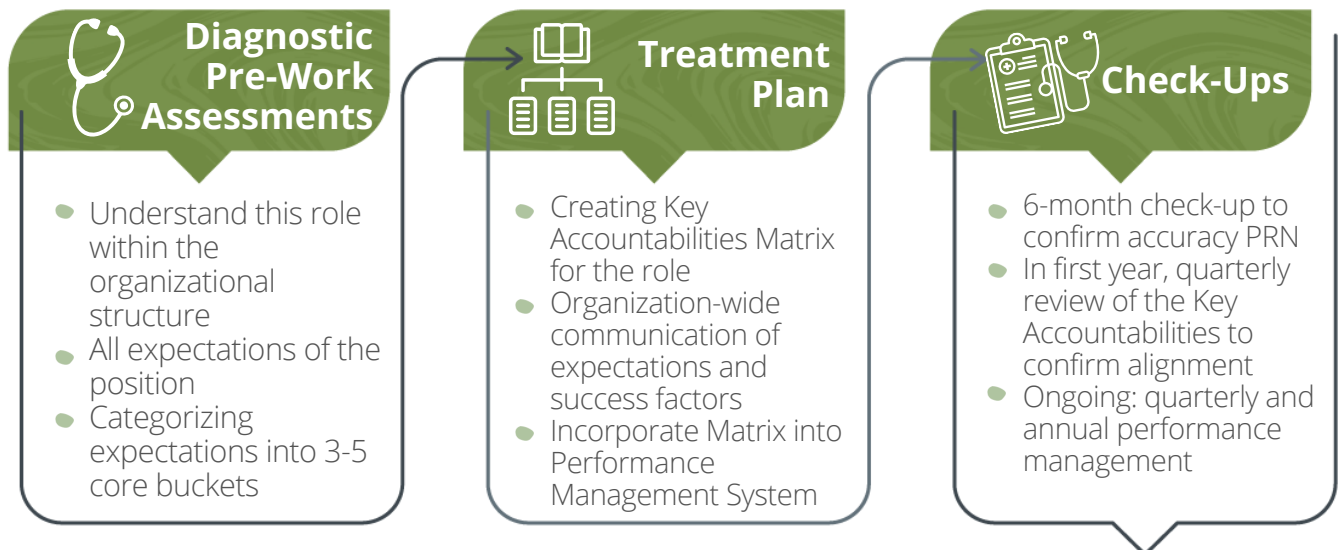 Diagnostic
Pre-Work
Assessments
Understand this role
within the
organizational
structure
All expectations of the
position
Categorizing
expectations into 3-5
core buckets
Treatment
Plan
Creating Key
Accountabilities Matrix
for the role
Organization-wide
communication of
expectations and
success factors
Incorporate Matrix into
Performance
Management System
Check-Ups
6-month check-up to
confirm accuracy PRN
In first year, quarterly
review of the Key
Accountabilities to
confirm alignment
Ongoing: quarterly and
annual performance
management